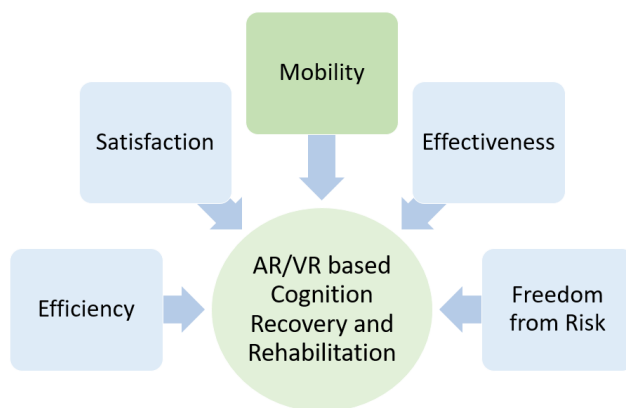 Mobility
Satisfaction
Effectiveness
Efficiency
AR/VR based
Cognition
Recovery and
Rehabilitation
Freedom
from Risk